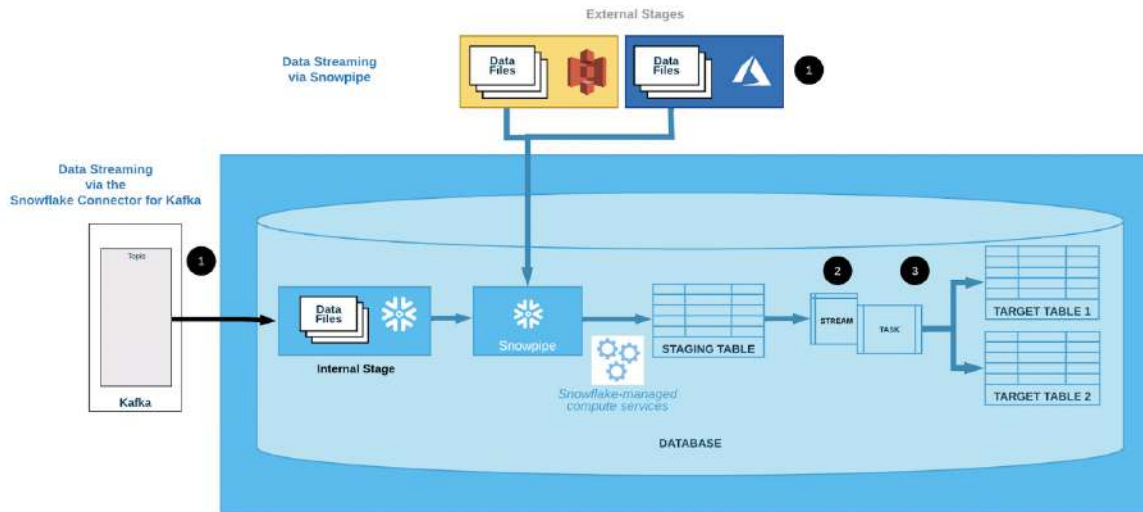 External Stages
Data Streaming
via Snowpipe
Data
Files
Data
Files
1
Data Streaming
via the
Snowflake Connector for Kafka
Topic
1
Kafka
Data
Files
Internal Stage
Snowpipe
Snowflake-managed
compute services
STAGING TABLE
2
STREAM
3
TASK
TARGET TABLE 1
TARGET TABLE 2
DATABASE